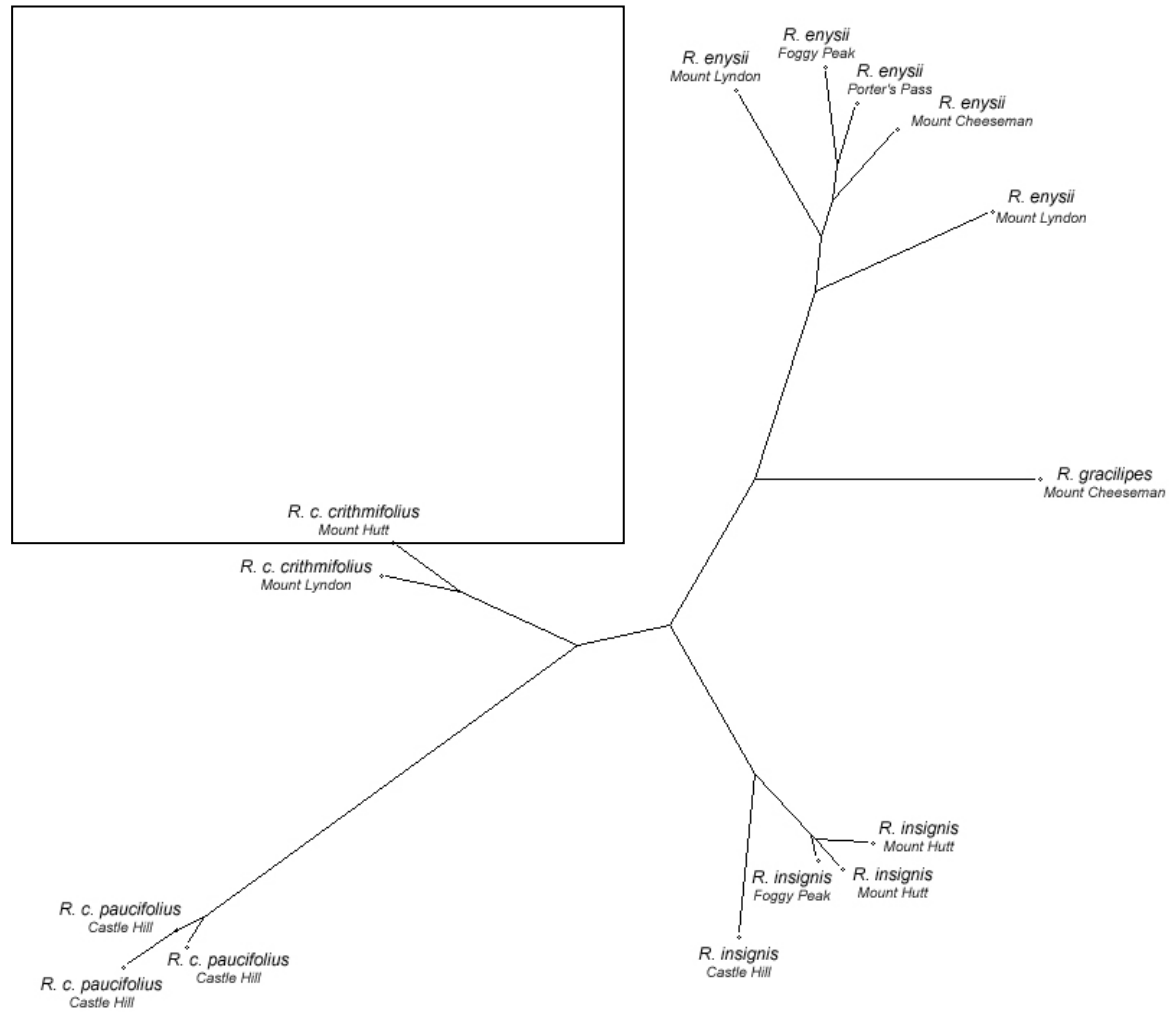 R. enysii
Foggy Peak
R. enysii
Mount Lyndon
R. enysii
Porter's Pass
R. enysii
Mount Cheeseman
R. enysii
Mount Lyndon
R. gracilipes
Mount Cheeseman
R. c. crithmifolius
Mount Hutt
R. c. crithmifolius
Mount Lyndon
R. insignis
Mount Hutt
R. insignis
Foggy Peak
R. insignis
Mount Hutt
R. c. paucifolius
Castle Hill
R. insignis
Castle Hill
R. c. paucifolius
Castle Hill
R. c. paucifolius
Castle Hill